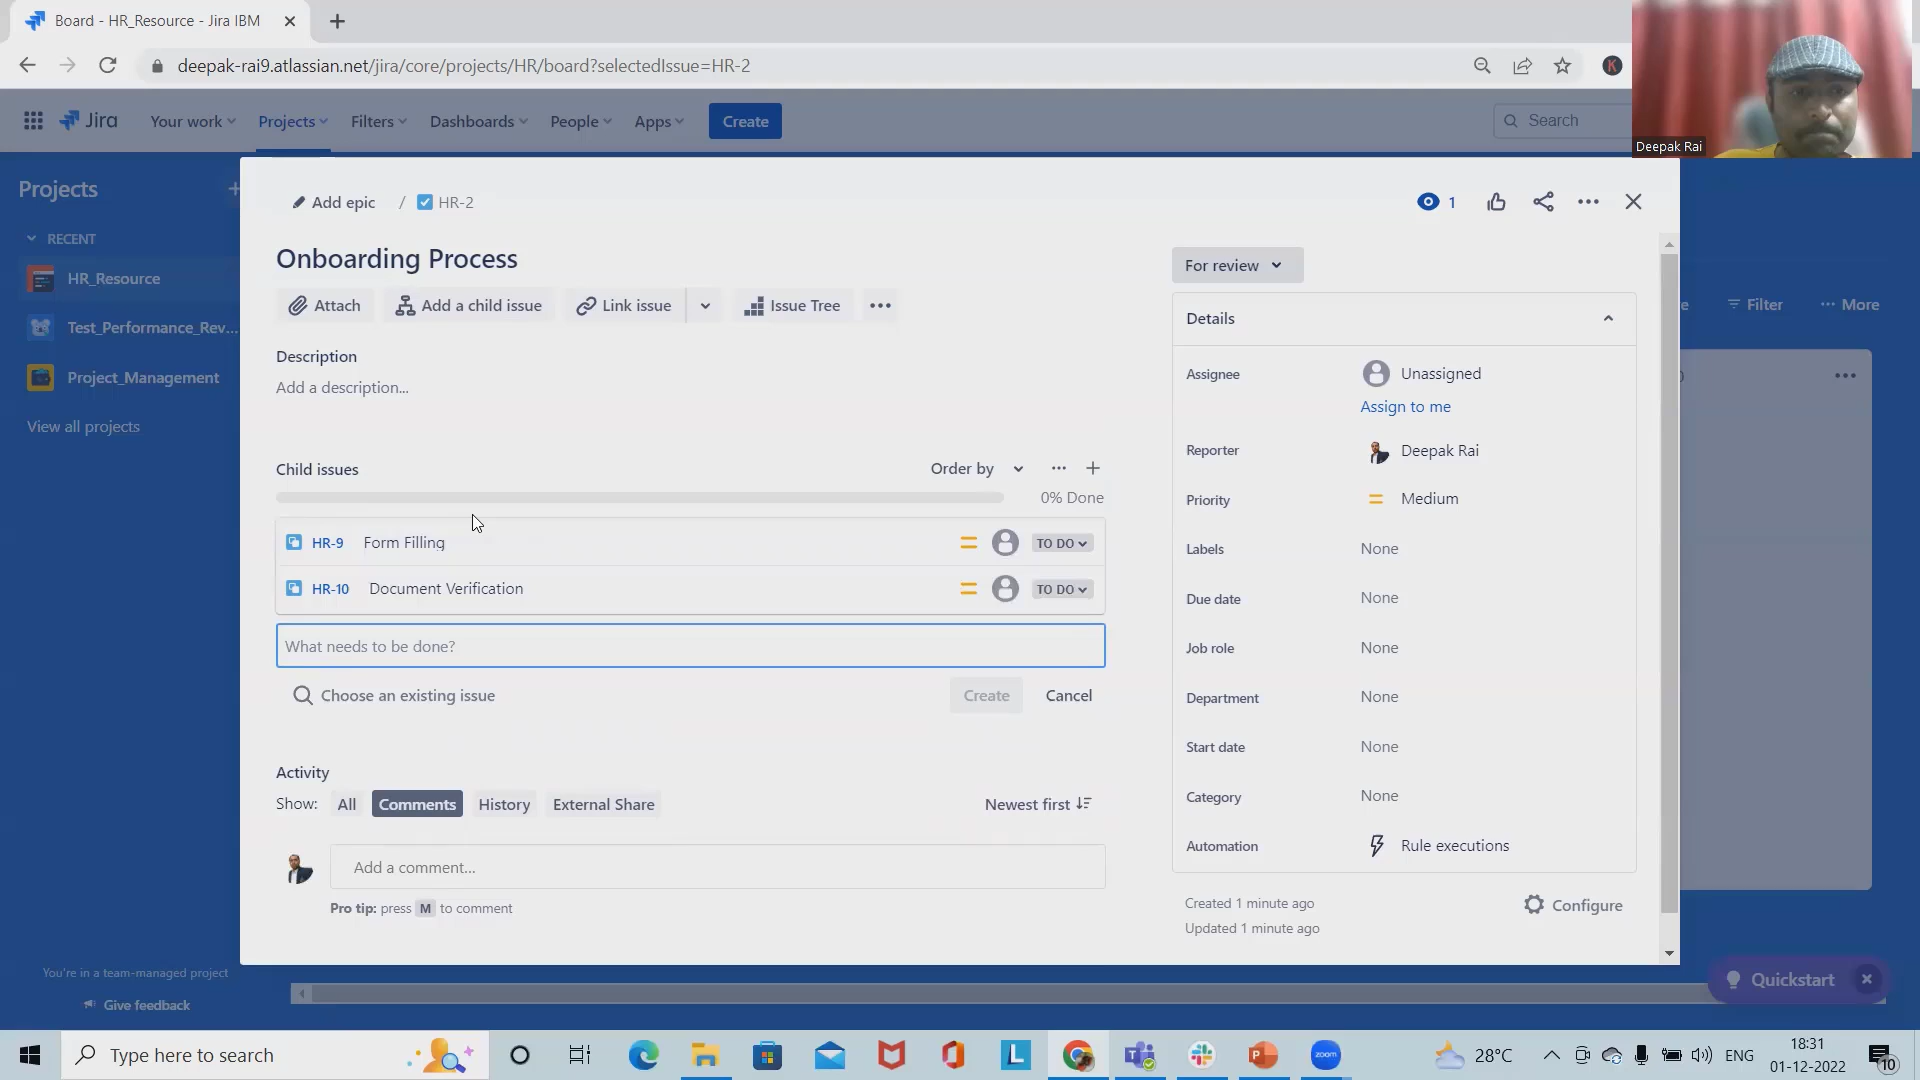 Board - HR_Resource - Jira IBM
deepak-rai9.atlassian.net/jira/core/projects/HR/board?selectedIssue=HR-2
K
Deepak Rai
Jira
Your work
Projects
Filters
Dashboards
People
Apps
Create
Search
Projects
RECENT
HR_Resource
Test_Performance_Rev...
Project_Management
View all projects
You're in a team-managed project
Give feedback
Filter
More
Add epic / HR-2
1
Onboarding Process
Attach
Add a child issue
Link issue
Issue Tree
Description
Add a description...
Child issues
Order by
0% Done
HR-9 Form Filling TO DO
HR-10 Document Verification TO DO
What needs to be done?
Choose an existing issue
Create
Cancel
Activity
Show: All Comments History External Share
Newest first
Add a comment...
Pro tip: press M to comment
For review
Details
Assignee Unassigned
Assign to me
Reporter Deepak Rai
Priority Medium
Labels None
Due date None
Job role None
Department None
Start date None
Category None
Automation Rule executions
Created 1 minute ago
Updated 1 minute ago
Configure
Quickstart
Type here to search
L
zoom
28°C
ENG
18:31
01-12-2022
10